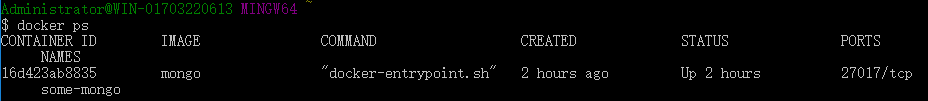 Administrator@WIN-01703220613 MINGW64 ~
$ docker ps
CONTAINER ID        IMAGE               COMMAND                  CREATED             STATUS              PORTS
     NAMES
16d423ab8835        mongo               "docker-entrypoint.sh"   2 hours ago         Up 2 hours          27017/tcp
     some-mongo